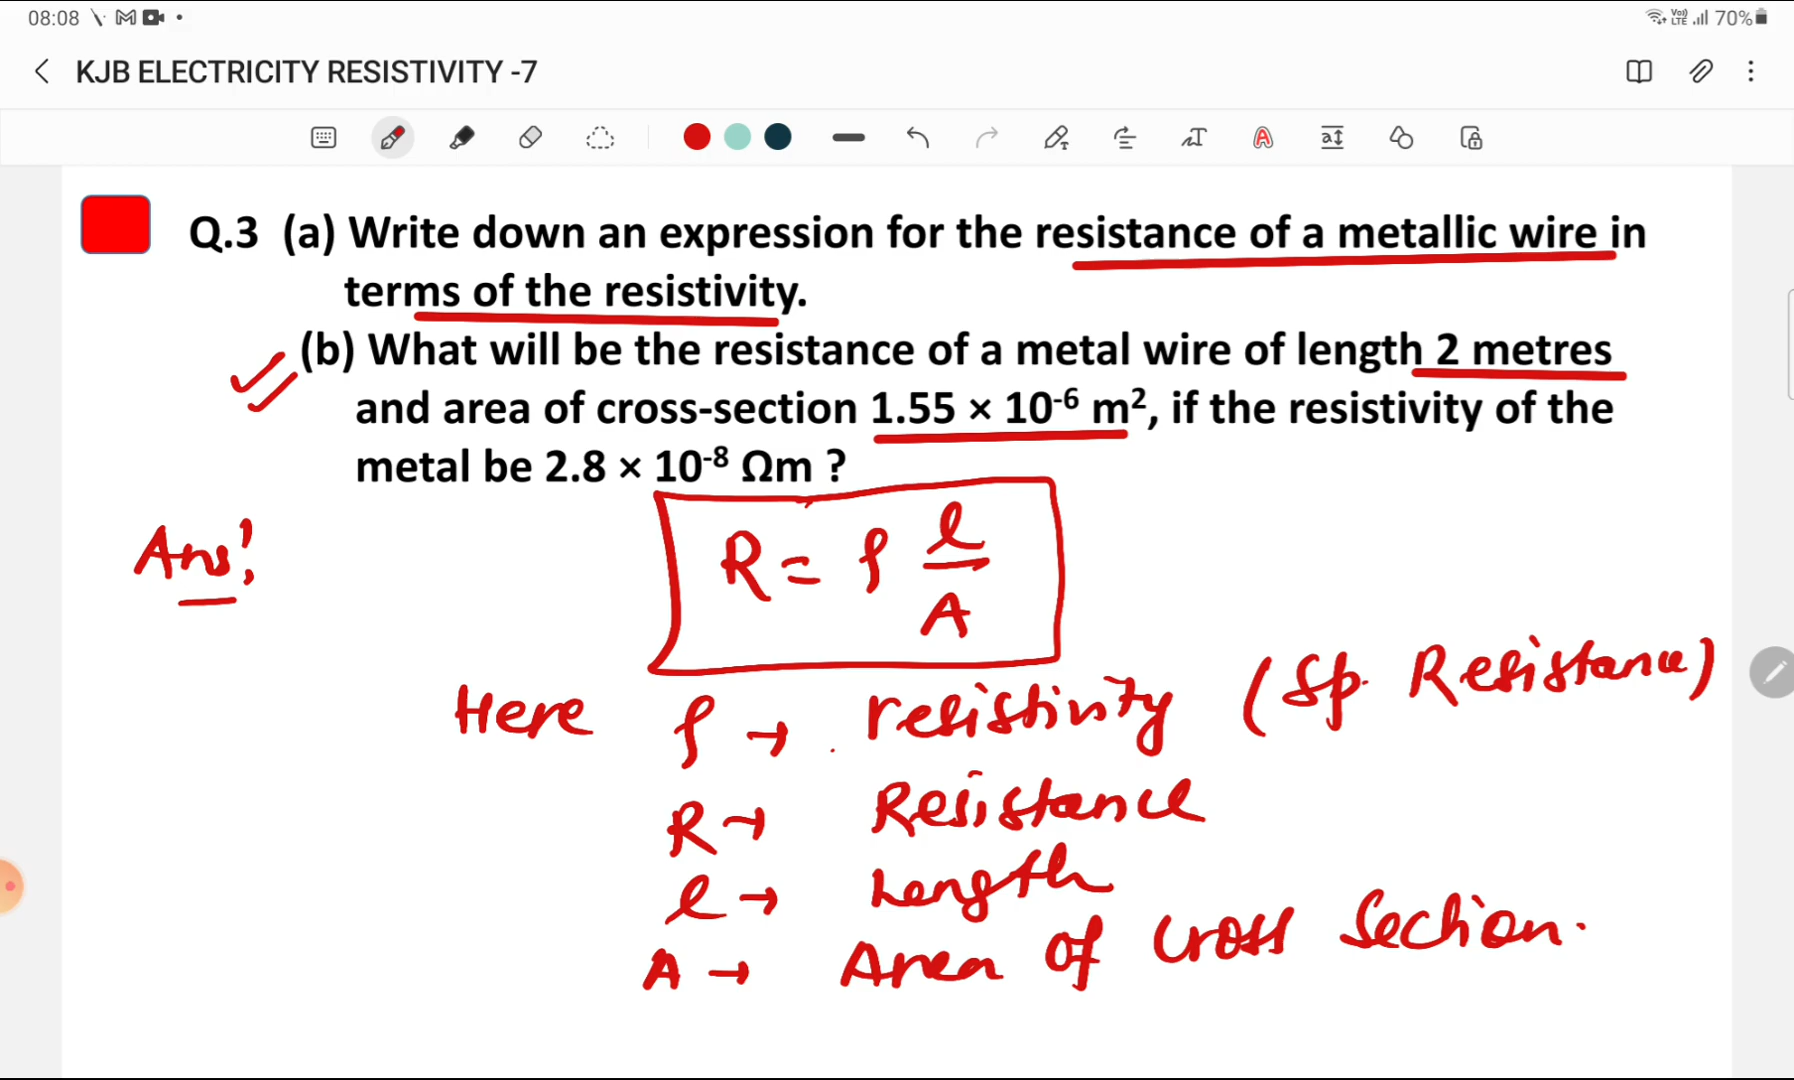 08:08
VoJ) LTE 70%
KJB ELECTRICITY RESISTIVITY -7
Q.3 (a) Write down an expression for the resistance of a metallic wire in
terms of the resistivity.
(b) What will be the resistance of a metal wire of length 2 metres
and area of cross-section 1.55 × 10⁻⁶ m², if the resistivity of the
metal be 2.8 × 10⁻⁸ Ωm ?
Ans:
R = ρ l/A
Here ρ → resistivity (Sp. Resistance)
R → Resistance
l → Length
A → Area of Cross Section.